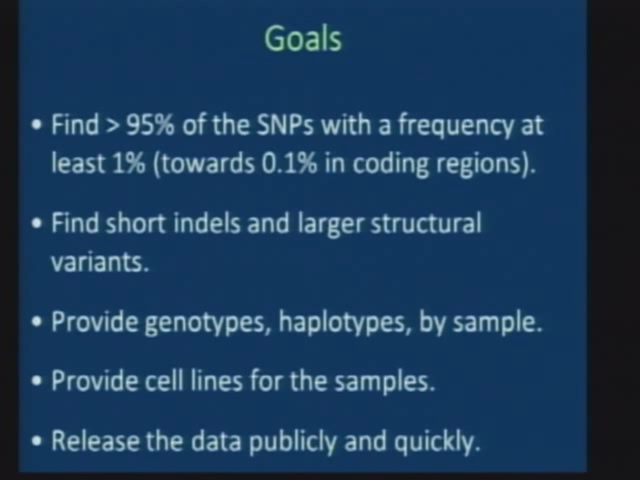 Goals
• Find > 95% of the SNPs with a frequency at
least 1% (towards 0.1% in coding regions).
• Find short indels and larger structural
variants.
• Provide genotypes, haplotypes, by sample.
• Provide cell lines for the samples.
• Release the data publicly and quickly.